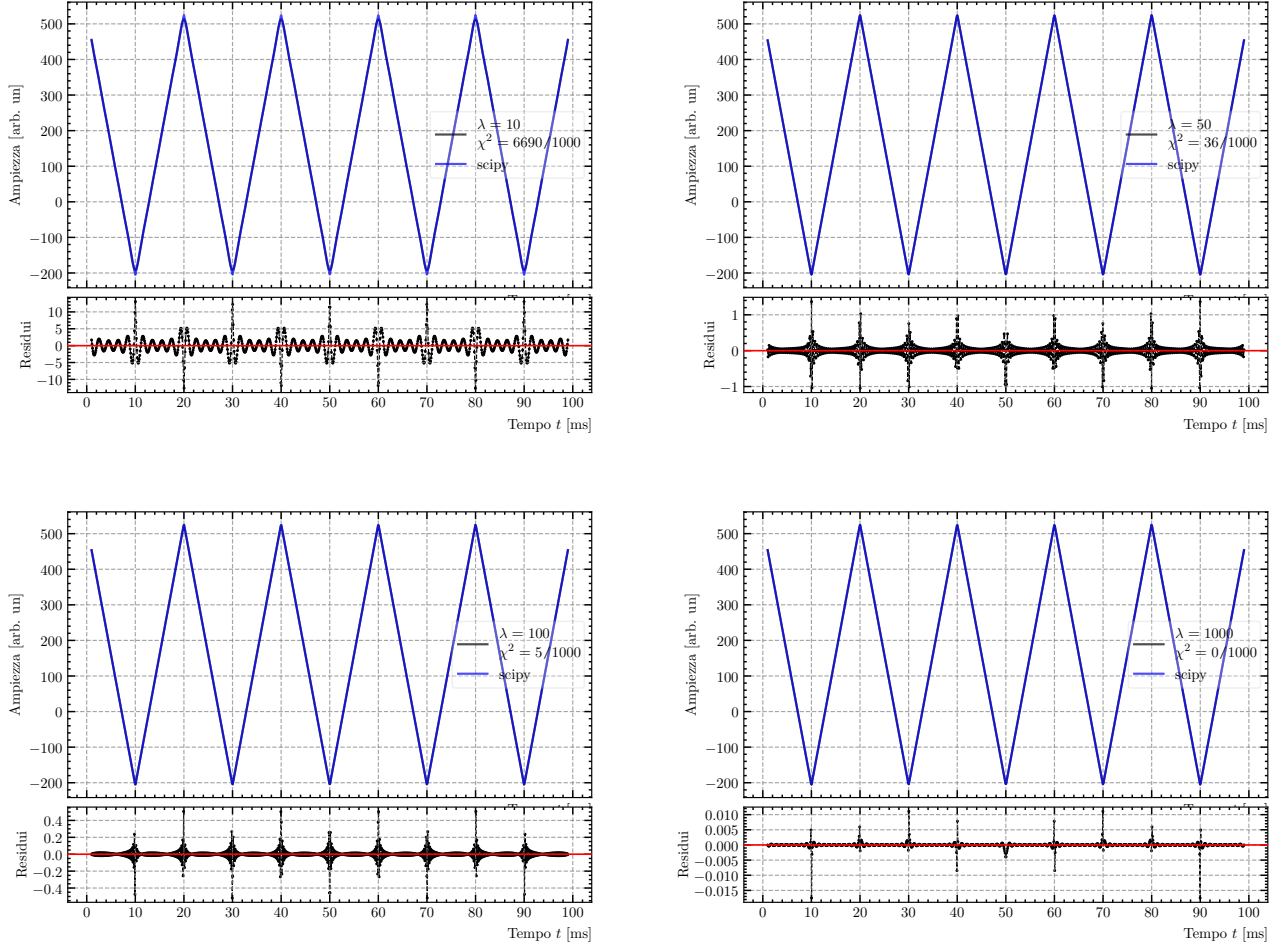 500
400
300
200
100
0
−100
−200
Ampiezza [arb. un]
λ = 10
χ² = 6690/1000
scipy
10
5
0
−5
−10
Residui
0 10 20 30 40 50 60 70 80 90 100
Tempo t [ms]
500
400
300
200
100
0
−100
−200
Ampiezza [arb. un]
λ = 50
χ² = 36/1000
scipy
1
0
−1
Residui
0 10 20 30 40 50 60 70 80 90 100
Tempo t [ms]
500
400
300
200
100
0
−100
−200
Ampiezza [arb. un]
λ = 100
χ² = 5/1000
scipy
0.4
0.2
0.0
−0.2
−0.4
Residui
0 10 20 30 40 50 60 70 80 90 100
Tempo t [ms]
500
400
300
200
100
0
−100
−200
Ampiezza [arb. un]
λ = 1000
χ² = 0/1000
scipy
0.010
0.005
0.000
−0.005
−0.010
−0.015
Residui
0 10 20 30 40 50 60 70 80 90 100
Tempo t [ms]